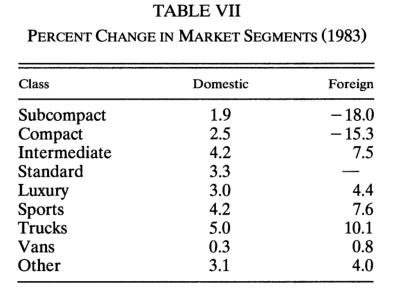 TABLE VII
PERCENT CHANGE IN MARKET SEGMENTS (1983)
Class Domestic Foreign
Subcompact 1.9 −18.0
Compact 2.5 −15.3
Intermediate 4.2 7.5
Standard 3.3 —
Luxury 3.0 4.4
Sports 4.2 7.6
Trucks 5.0 10.1
Vans 0.3 0.8
Other 3.1 4.0